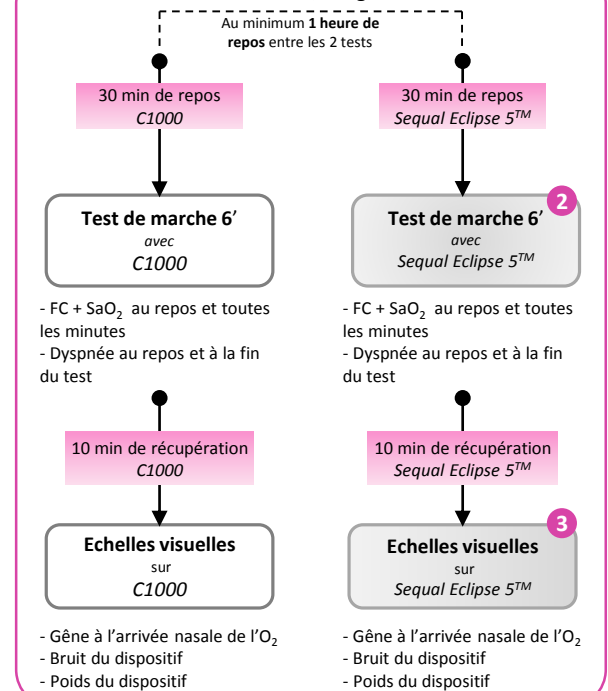 Au minimum 1 heure de
repos entre les 2 tests
30 min de repos
C1000
30 min de repos
Sequal Eclipse 5TM
Test de marche 6’
avec
C1000
2
Test de marche 6’
avec
Sequal Eclipse 5TM
- FC + SaO2 au repos et toutes
les minutes
- Dyspnée au repos et à la fin
du test
- FC + SaO2 au repos et toutes
les minutes
- Dyspnée au repos et à la fin
du test
10 min de récupération
C1000
10 min de récupération
Sequal Eclipse 5TM
Echelles visuelles
sur
C1000
3
Echelles visuelles
sur
Sequal Eclipse 5TM
- Gêne à l’arrivée nasale de l’O2
- Bruit du dispositif
- Poids du dispositif
- Gêne à l’arrivée nasale de l’O2
- Bruit du dispositif
- Poids du dispositif